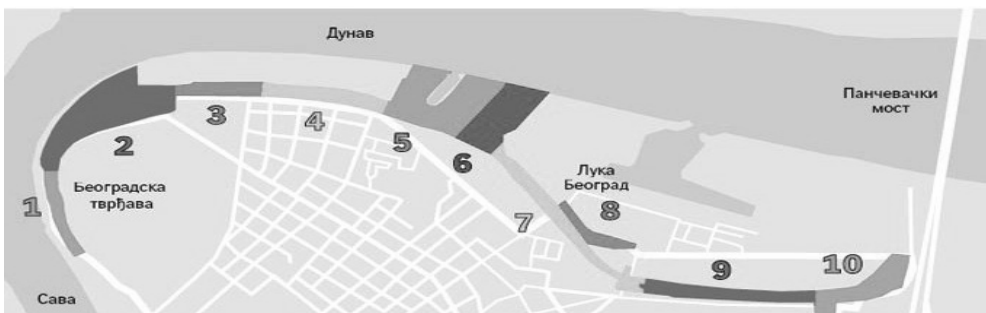 Дунав
Панчевачки
мост
3
4
2
5
6
Лука
Београд
Београдска
тврђава
1
8
7
9
10
Сава